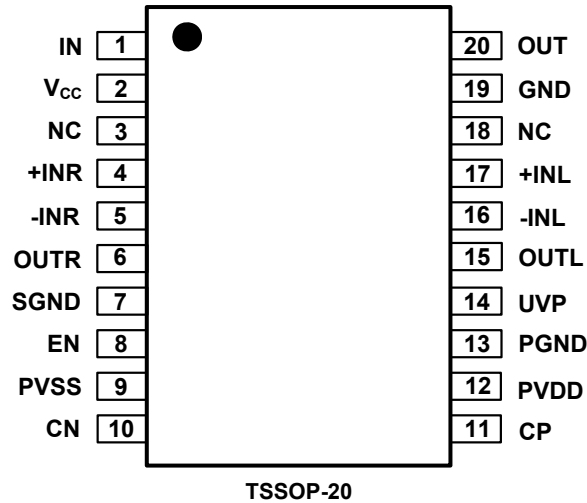 IN 1 20 OUT
VCC 2 19 GND
NC 3 18 NC
+INR 4 17 +INL
-INR 5 16 -INL
OUTR 6 15 OUTL
SGND 7 14 UVP
EN 8 13 PGND
PVSS 9 12 PVDD
CN 10 11 CP
TSSOP-20